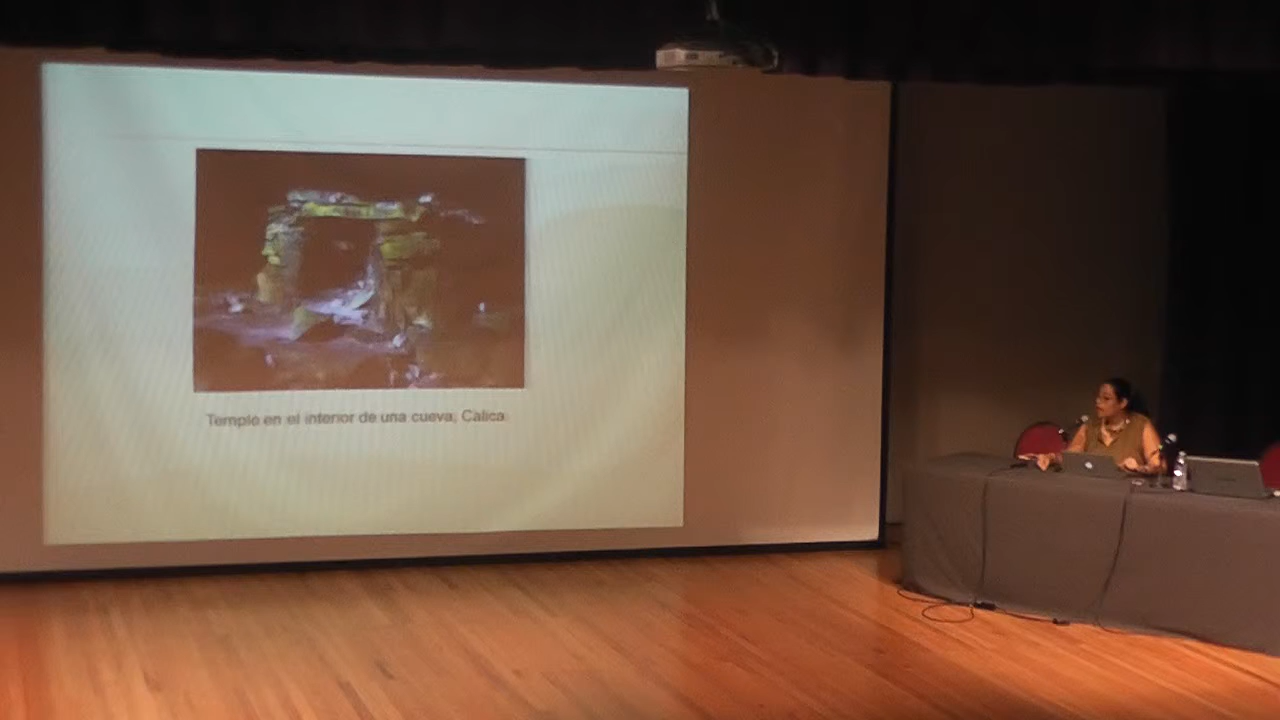 Templo en el interior de una cueva, Calica.